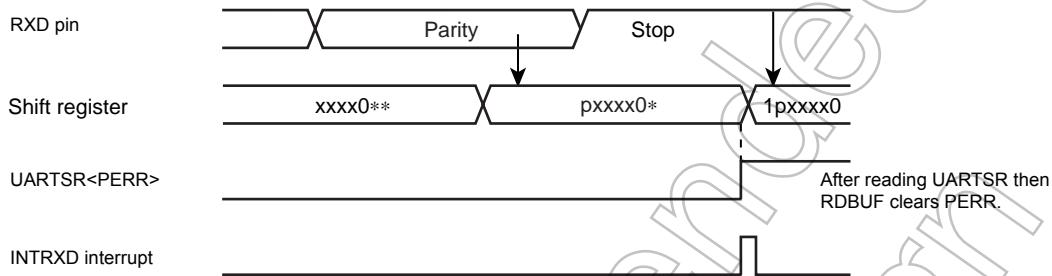 RXD pin
Parity
Stop
Shift register
xxxx0**
pxxxx0*
1pxxxx0
UARTSR<PERR>
After reading UARTSR then
RDBUF clears PERR.
INTRXD interrupt